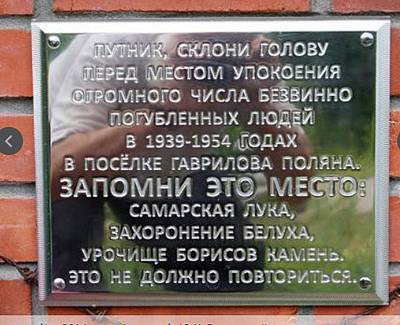 ПУТНИК, СКЛОНИ ГОЛОВУ
ПЕРЕД МЕСТОМ УПОКОЕНИЯ
ОГРОМНОГО ЧИСЛА БЕЗВИННО
ПОГУБЛЕННЫХ ЛЮДЕЙ
В 1939-1954 ГОДАХ
В ПОСЁЛКЕ ГАВРИЛОВА ПОЛЯНА.
ЗАПОМНИ ЭТО МЕСТО:
САМАРСКАЯ ЛУКА,
ЗАХОРОНЕНИЕ БЕЛУХА,
УРОЧИЩЕ БОРИСОВ КАМЕНЬ.
ЭТО НЕ ДОЛЖНО ПОВТОРИТЬСЯ.